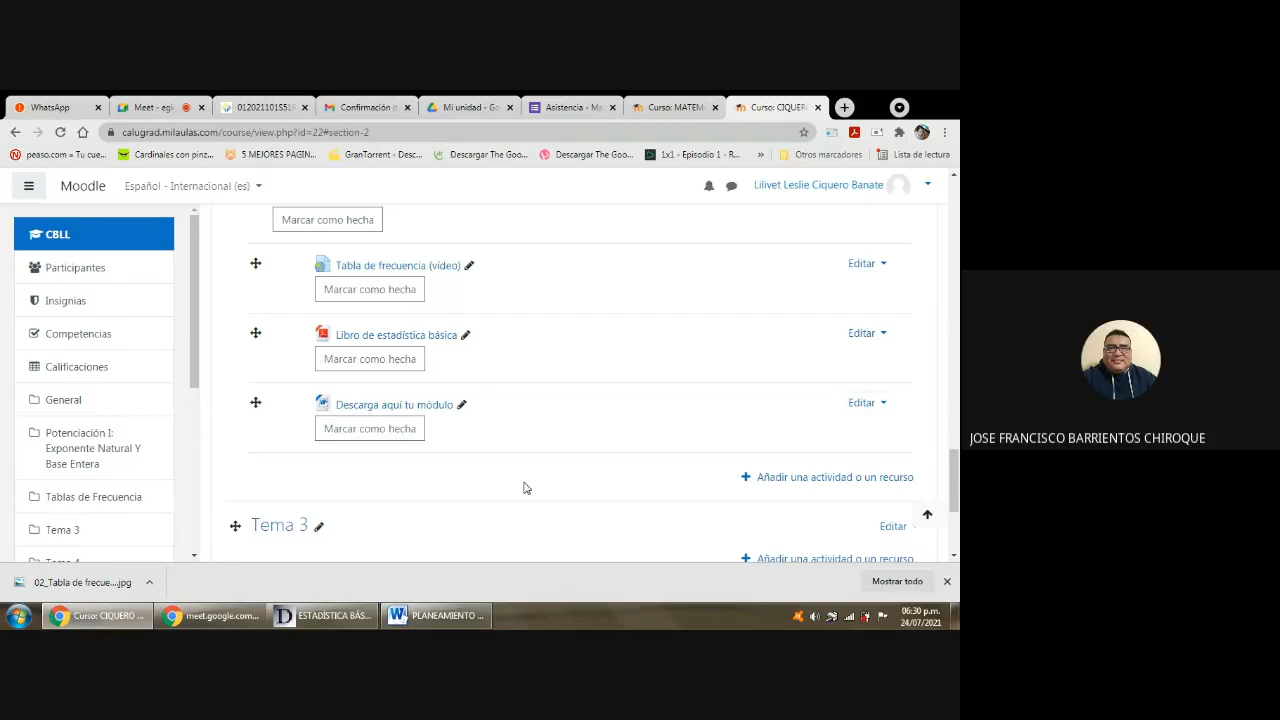 WhatsApp
Meet - egk
Confirmación d
Mi unidad - Go
Asistencia - Ma
Curso: MATEM
Curso: CIQUER
calugrad.milaulas.com/course/view.php?id=22#section-2
peaso.com » Tu cue...
Cardinales con pinz...
5 MEJORES PAGIN...
GranTorrent - Desc...
Descargar The Goo...
Descargar The Goo...
1x1 - Episodio 1 - R...
»
Otros marcadores
Lista de lectura
Moodle
Español - Internacional (es)
Lilivet Leslie Ciquero Banate
CBLL
Participantes
Insignias
Competencias
Calificaciones
General
Potenciación I:
Exponente Natural Y
Base Entera
Tablas de Frecuencia
Tema 3
Marcar como hecha
Tabla de frecuencia (vídeo)
Editar
Marcar como hecha
Libro de estadística básica
Editar
Marcar como hecha
Descarga aquí tu módulo
Editar
Marcar como hecha
Añadir una actividad o un recurso
Tema 3
Editar
Añadir una actividad o un recurso
JOSE FRANCISCO BARRIENTOS CHIROQUE
02_Tabla de frecue....jpg
Mostrar todo
Curso: CIQUERO ...
meet.google.com...
ESTADÍSTICA BÁS...
PLANEAMIENTO ...
06:30 p.m.
24/07/2021